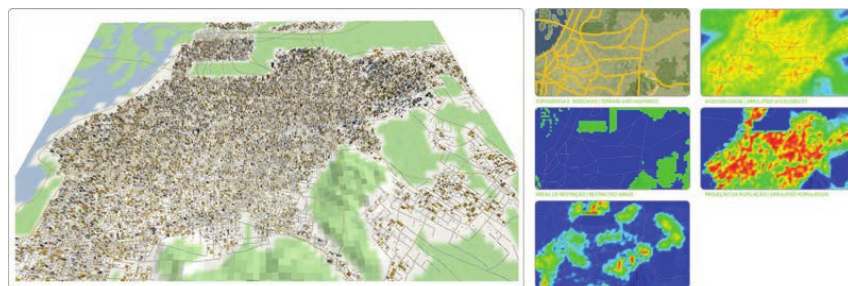 TOPOGRAFIA E RODOVIAS | TERRAIN AND HIGHWAYS
ACESSIBILIDADE | SIMULATED ACCESSIBILITY
ÁREAS DE RESTRIÇÃO | RESTRICTED AREAS
PROJEÇÃO DA POPULAÇÃO | SIMULATED POPULATION